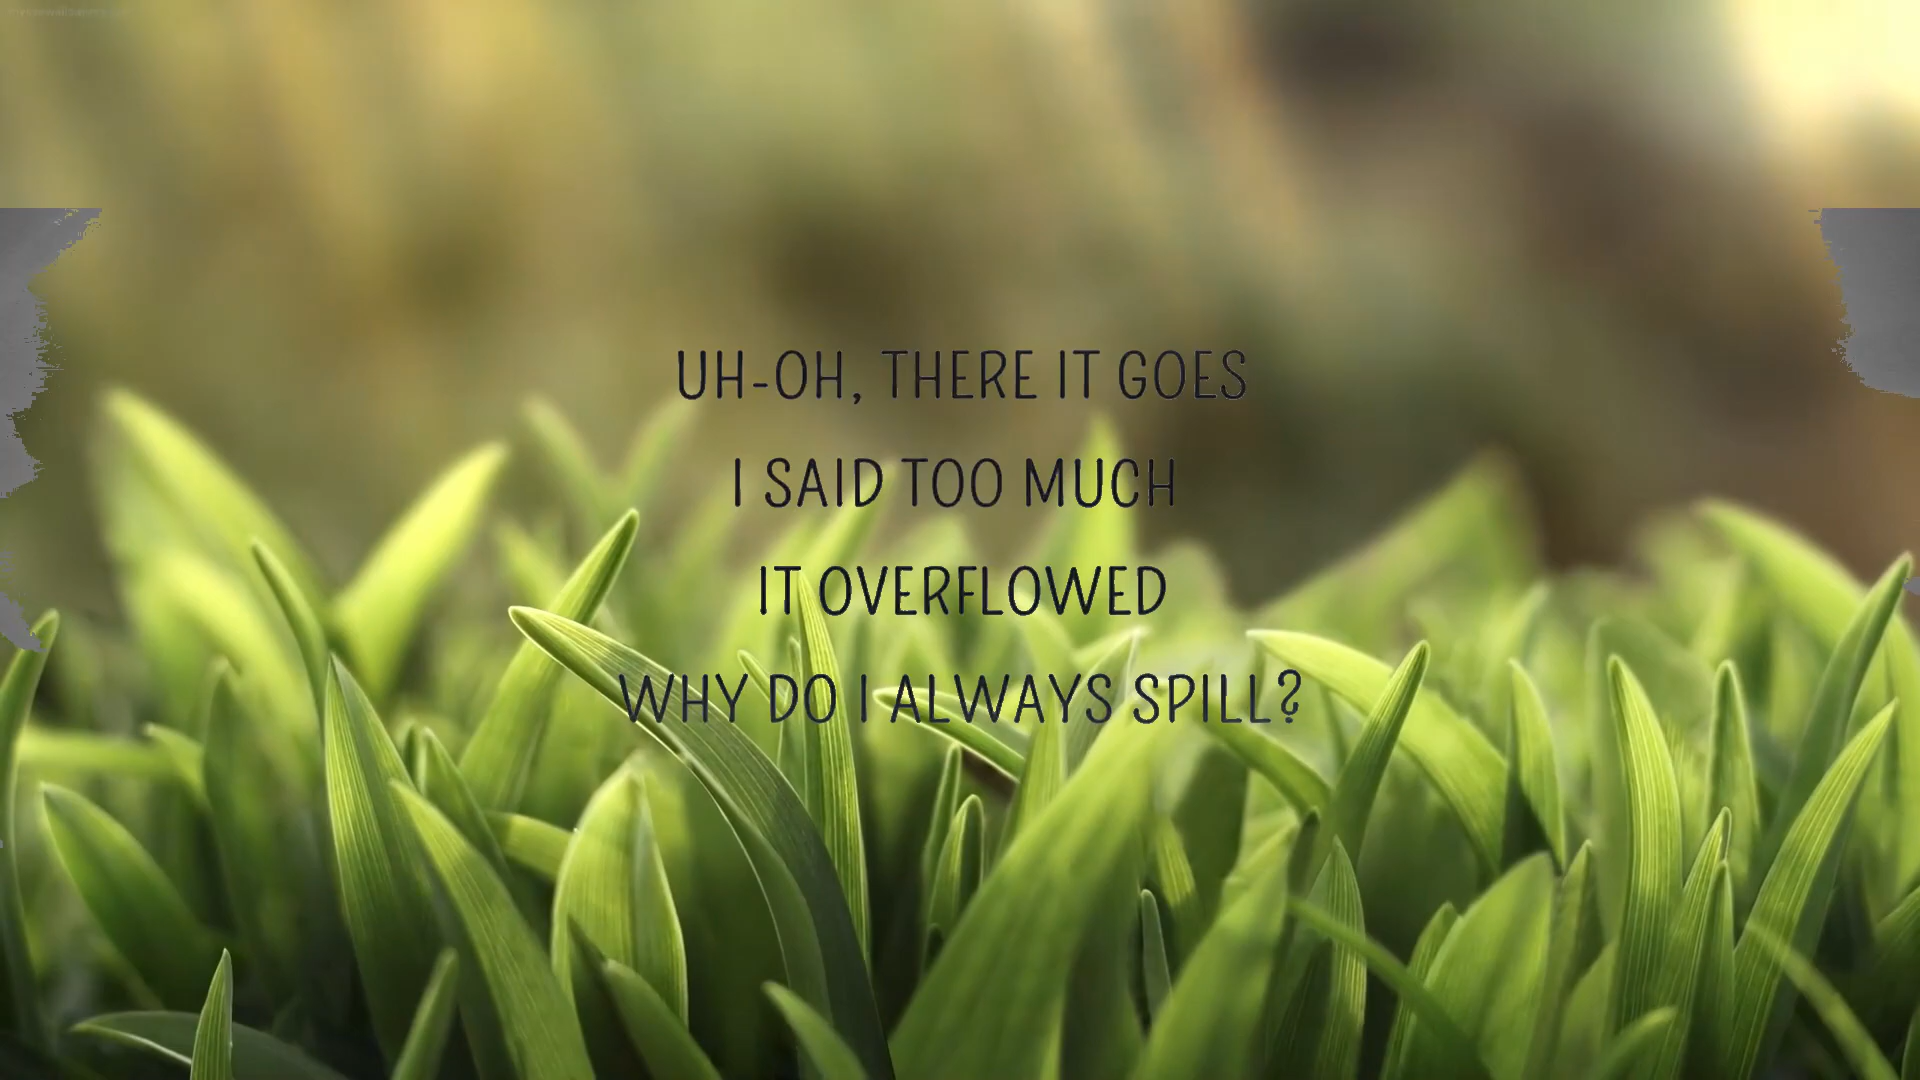 UH-OH, THERE IT GOES
I SAID TOO MUCH
IT OVERFLOWED
WHY DO I ALWAYS SPILL?